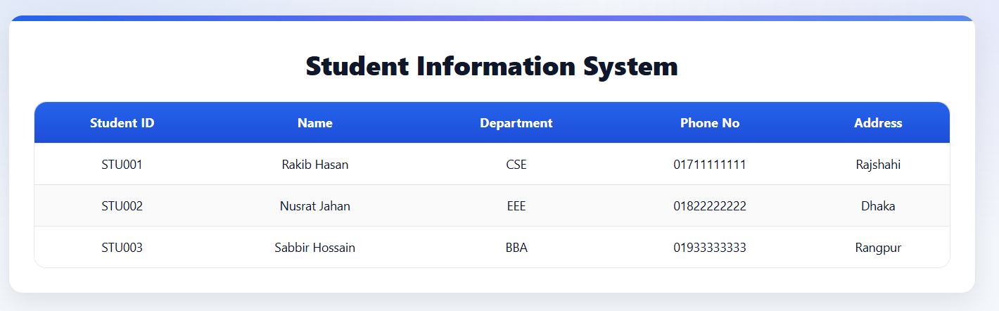 Student Information System
Student ID Name Department Phone No Address
STU001 Rakib Hasan CSE 01711111111 Rajshahi
STU002 Nusrat Jahan EEE 01822222222 Dhaka
STU003 Sabbir Hossain BBA 01933333333 Rangpur